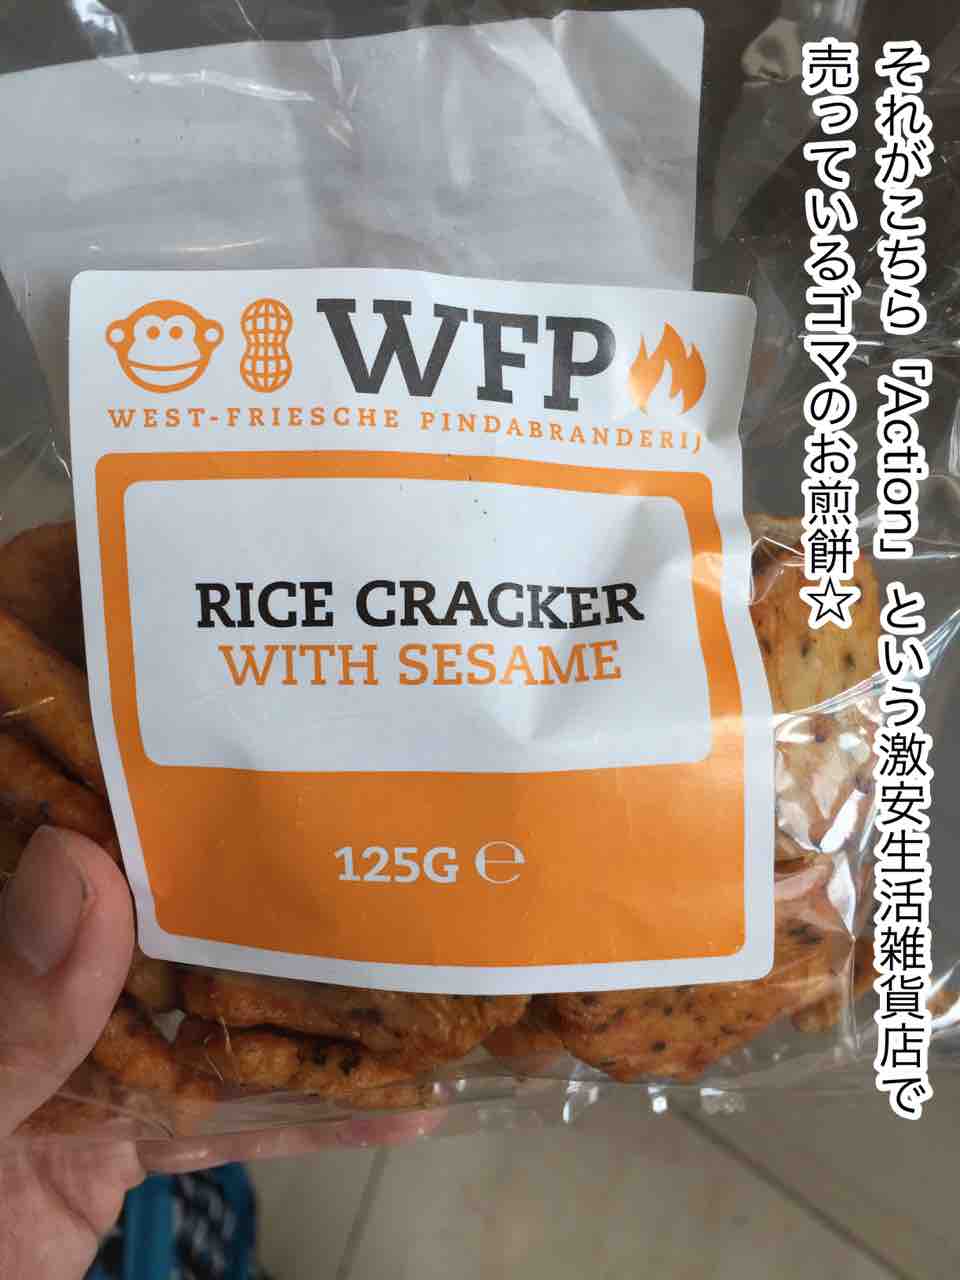 それがこちら『Action』という激安生活雑貨店で
売っているゴマのお煎餅☆
WFP
WEST-FRIESCHE PINDABRANDERIJ
RICE CRACKER
WITH SESAME
125G ℮